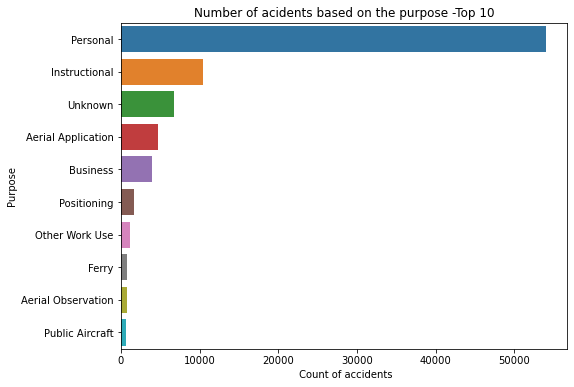 Number of acidents based on the purpose -Top 10
Personal
Instructional
Unknown
Aerial Application
Business
Positioning
Other Work Use
Ferry
Aerial Observation
Public Aircraft
Purpose
0 10000 20000 30000 40000 50000
Count of accidents